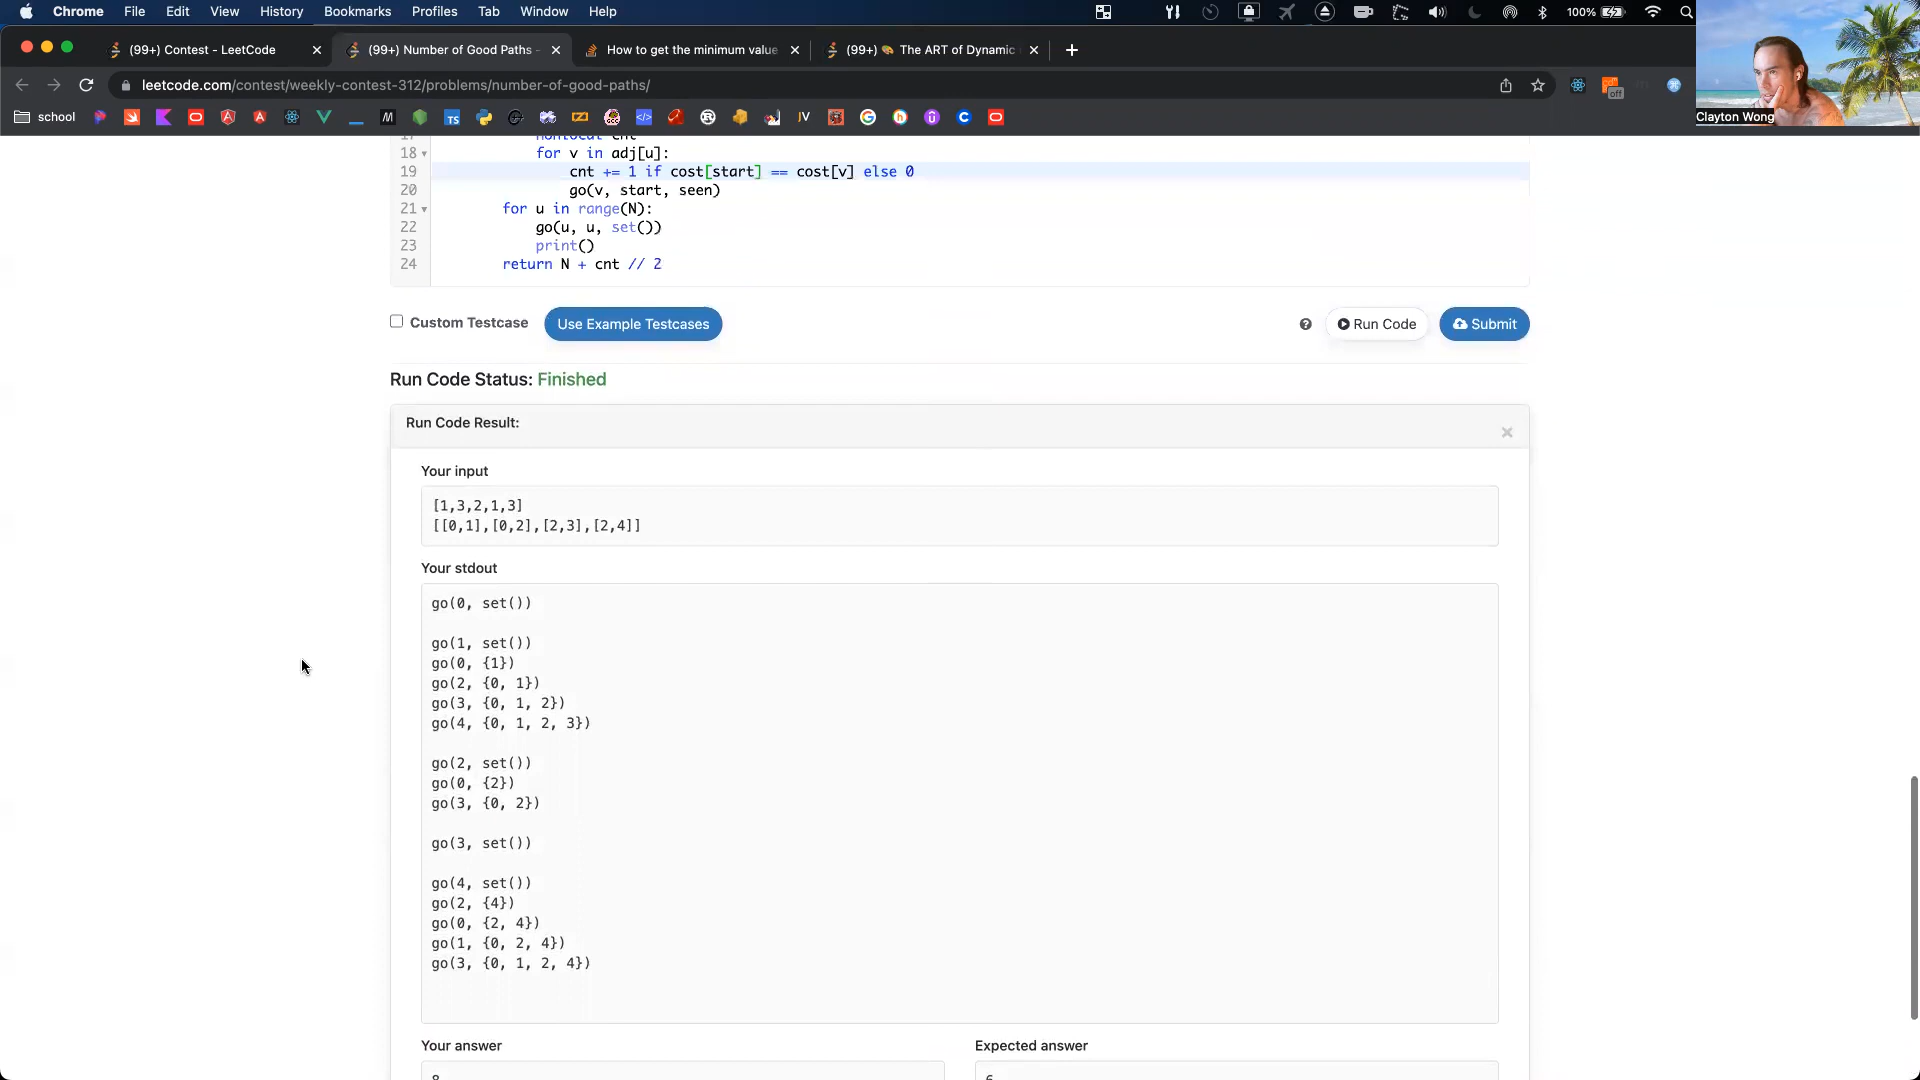 Chrome File Edit View History Bookmarks Profiles Tab Window Help 100%
(99+) Contest - LeetCode (99+) Number of Good Paths - How to get the minimum value (99+) 🎨 The ART of Dynamic
leetcode.com/contest/weekly-contest-312/problems/number-of-good-paths/
off
Clayton Wong
school M TS JV
nonlocal cnt
18 for v in adj[u]:
19 cnt += 1 if cost[start] == cost[v] else 0
20 go(v, start, seen)
21 for u in range(N):
22 go(u, u, set())
23 print()
24 return N + cnt // 2
Custom Testcase Use Example Testcases Run Code Submit
Run Code Status: Finished
Run Code Result:
Your input
[1,3,2,1,3]
[[0,1],[0,2],[2,3],[2,4]]
Your stdout
go(0, set())
go(1, set())
go(0, {1})
go(2, {0, 1})
go(3, {0, 1, 2})
go(4, {0, 1, 2, 3})
go(2, set())
go(0, {2})
go(3, {0, 2})
go(3, set())
go(4, set())
go(2, {4})
go(0, {2, 4})
go(1, {0, 2, 4})
go(3, {0, 1, 2, 4})
Your answer Expected answer